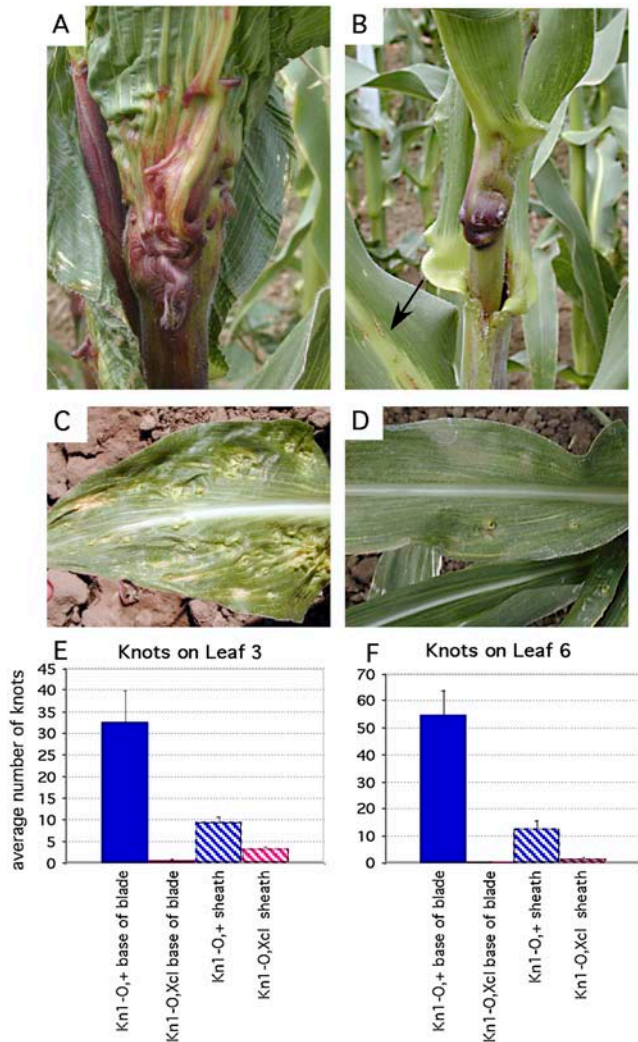 A
B
C
D
E Knots on Leaf 3
average number of knots
45
40
35
30
25
20
15
10
5
0
Kn1-O,+ base of blade
Kn1-O,Xcl base of blade
Kn1-O,+ sheath
Kn1-O,Xcl sheath
F Knots on Leaf 6
70
60
50
40
30
20
10
0
Kn1-O,+ base of blade
Kn1-O,Xcl base of blade
Kn1-O,+ sheath
Kn1-O,Xcl sheath